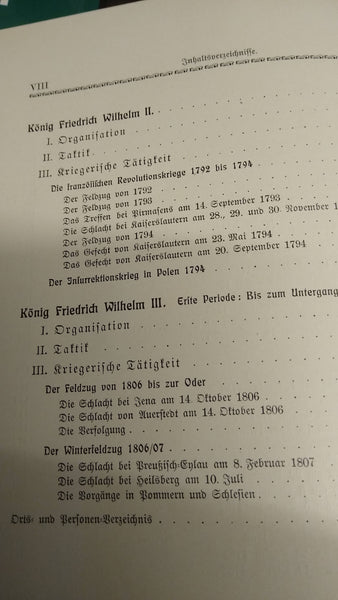 VIII Inhaltsverzeichnisse.
König Friedrich Wilhelm II.
I. Organisation
II. Taktik
III. Kriegerische Tätigkeit
Die französischen Revolutionskriege 1792 bis 1794
Der Feldzug von 1792
Der Feldzug von 1793
Das Treffen bei Pirmasens am 14. September 1793
Die Schlacht bei Kaiserslautern am 28., 29. und 30. November 1
Der Feldzug von 1794
Das Gefecht von Kaiserslautern am 23. Mai 1794
Das Gefecht von Kaiserslautern am 20. September 1794
Der Insurrektionskrieg in Polen 1794
König Friedrich Wilhelm III. Erste Periode: Bis zum Untergang
I. Organisation
II. Taktik
III. Kriegerische Tätigkeit
Der Feldzug von 1806 bis zur Oder
Die Schlacht bei Jena am 14. Oktober 1806
Die Schlacht von Auerstedt am 14. Oktober 1806
Die Verfolgung
Der Winterfeldzug 1806/07
Die Schlacht bei Preußisch-Eylau am 8. Februar 1807
Die Schlacht bei Heilsberg am 10. Juli
Die Vorgänge in Pommern und Schlesien
Orts- und Personen-Verzeichnis